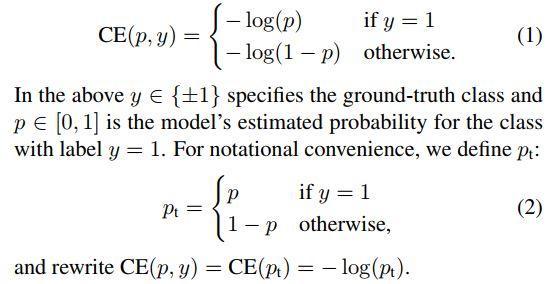 CE(p, y) = { − log(p) if y = 1
− log(1 − p) otherwise. (1)
In the above y ∈ {±1} specifies the ground-truth class and
p ∈ [0, 1] is the model's estimated probability for the class
with label y = 1. For notational convenience, we define pₜ:
pₜ = { p if y = 1
1 − p otherwise, (2)
and rewrite CE(p, y) = CE(pₜ) = − log(pₜ).